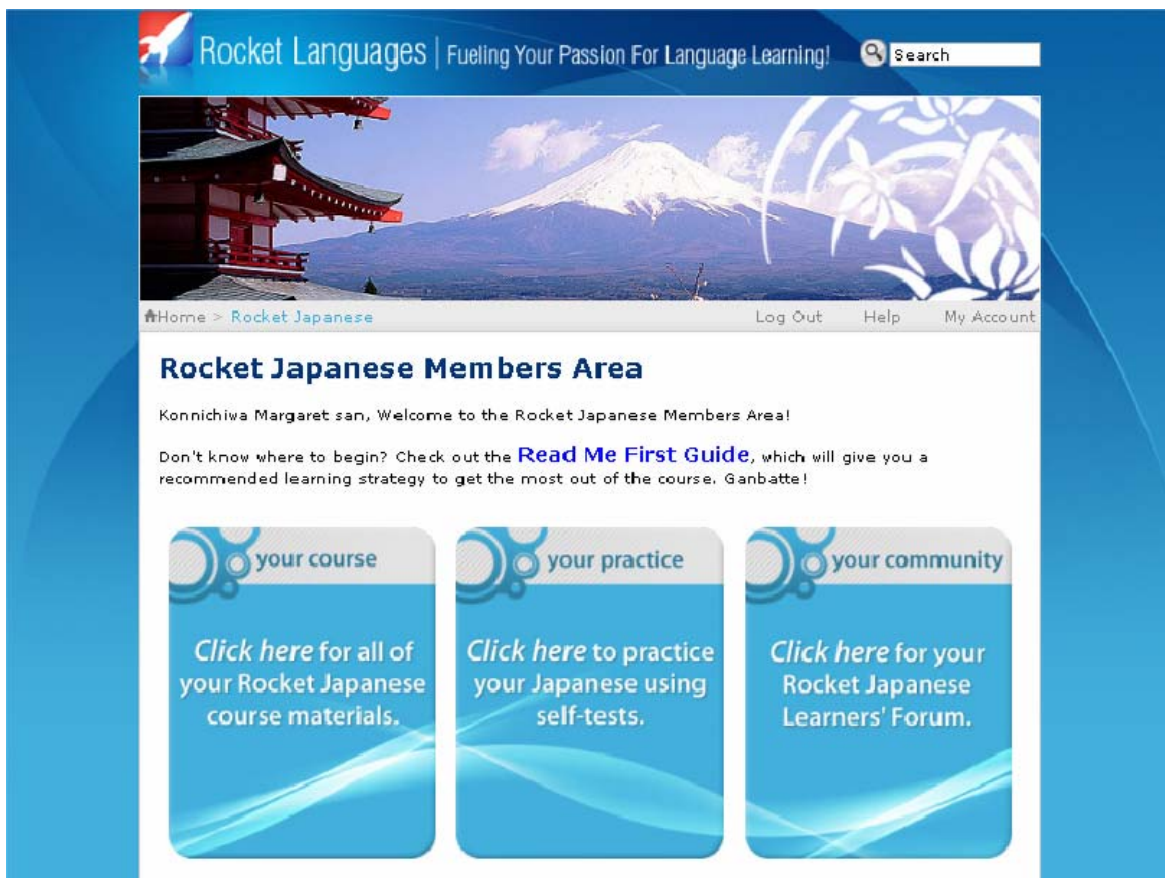 Rocket Languages | Fueling Your Passion For Language Learning!
Search
Home > Rocket Japanese
Log Out Help My Account
Rocket Japanese Members Area
Konnichiwa Margaret san, Welcome to the Rocket Japanese Members Area!
Don't know where to begin? Check out the Read Me First Guide, which will give you a
recommended learning strategy to get the most out of the course. Ganbatte!
your course
Click here for all of
your Rocket Japanese
course materials.
your practice
Click here to practice
your Japanese using
self-tests.
your community
Click here for your
Rocket Japanese
Learners' Forum.